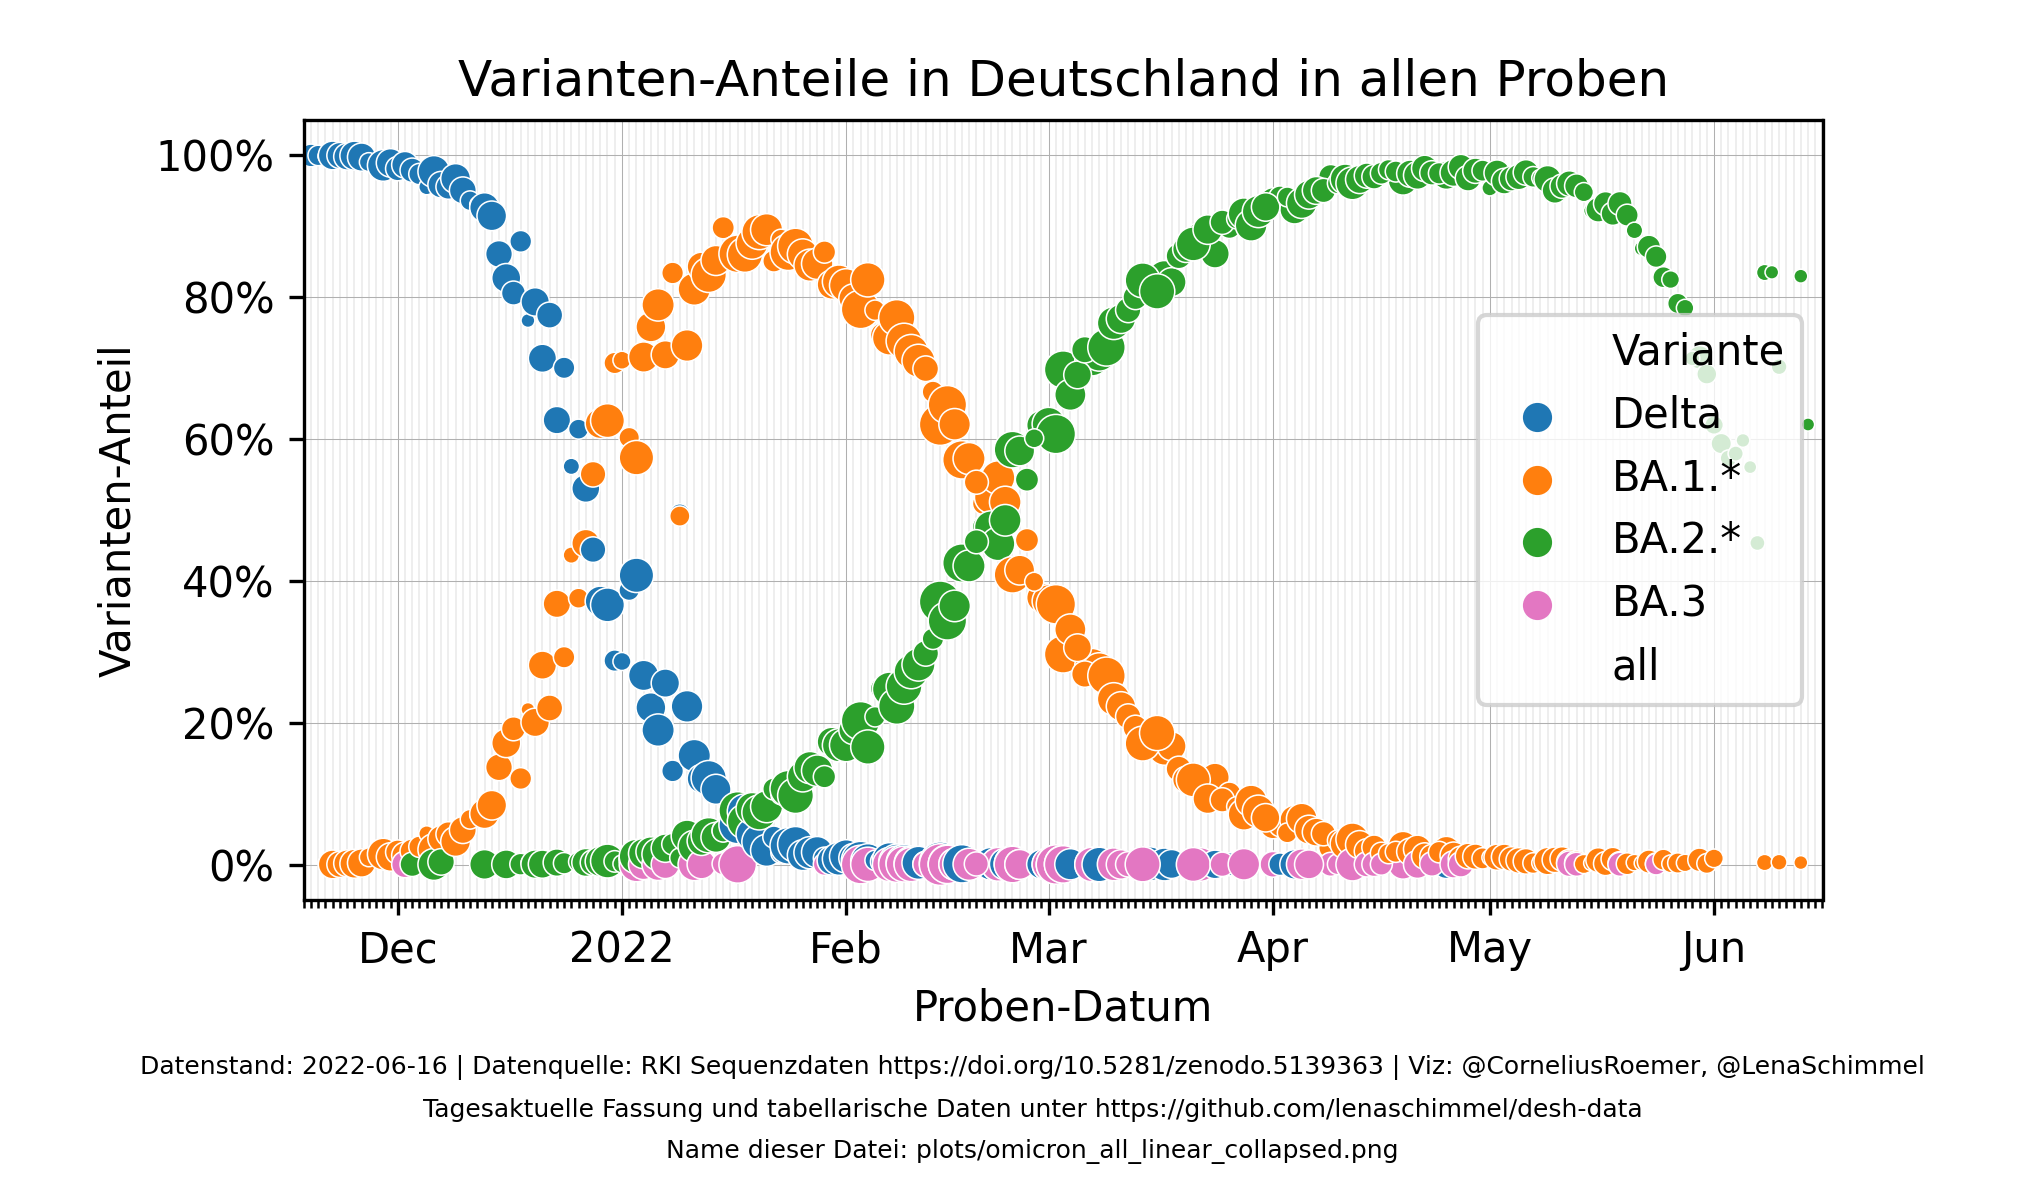 Varianten-Anteile in Deutschland in allen Proben
Varianten-Anteil
100%
80%
60%
40%
20%
0%
Variante
Delta
BA.1.*
BA.2.*
BA.3
all
Dec 2022 Feb Mar Apr May Jun
Proben-Datum
Datenstand: 2022-06-16 | Datenquelle: RKI Sequenzdaten https://doi.org/10.5281/zenodo.5139363 | Viz: @CorneliusRoemer, @LenaSchimmel
Tagesaktuelle Fassung und tabellarische Daten unter https://github.com/lenaschimmel/desh-data
Name dieser Datei: plots/omicron_all_linear_collapsed.png